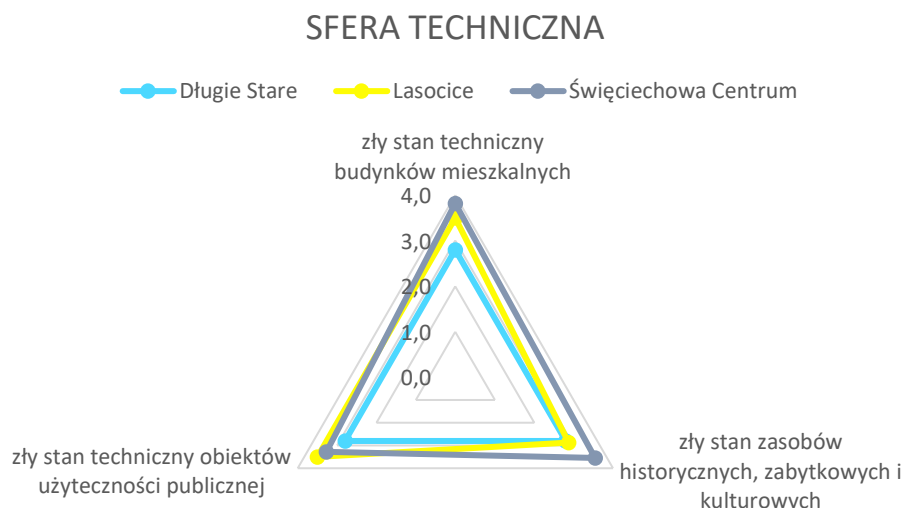 SFERA TECHNICZNA
Długie Stare Lasocice Święciechowa Centrum
zły stan techniczny
budynków mieszkalnych
4,0
3,0
2,0
1,0
0,0
zły stan techniczny obiektów
użyteczności publicznej
zły stan zasobów
historycznych, zabytkowych i
kulturowych